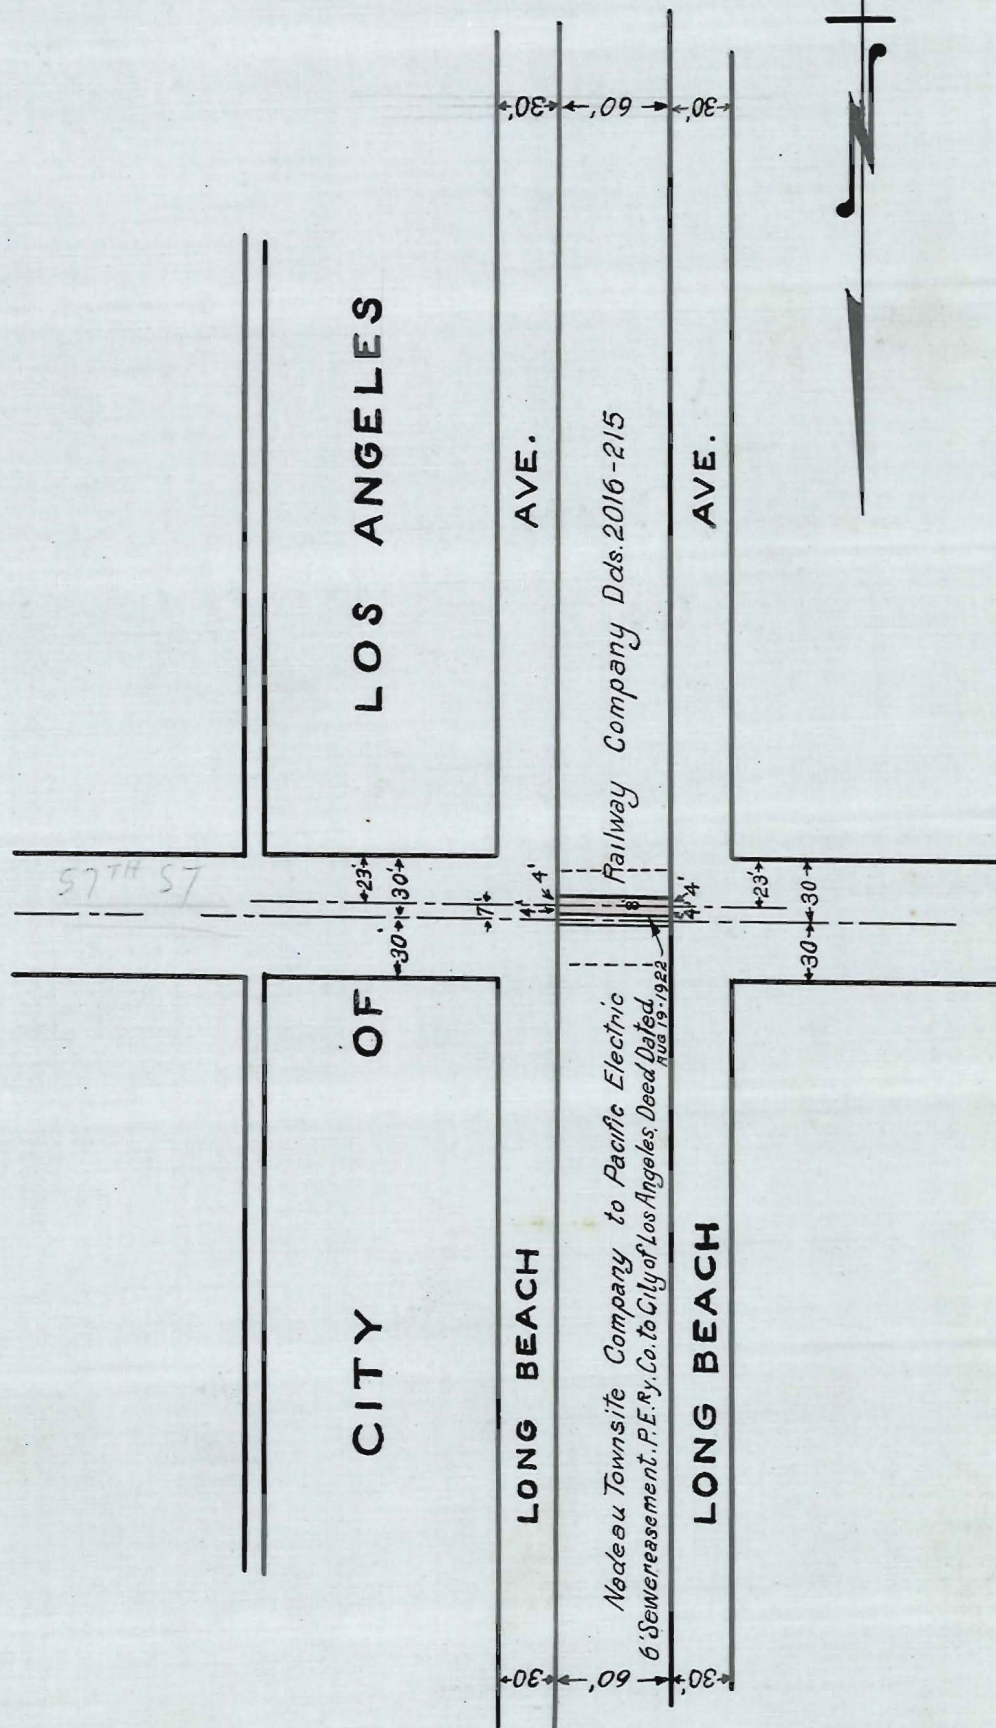 CITY OF LOS ANGELES
LONG BEACH AVE.
Nadeau Townsite Company to Pacific Electric Railway Company Dds. 2016-215
6' Sewer easement. P.E. Ry. Co. to City of Los Angeles, Deed Dated
AUG 19-1922
LONG BEACH AVE.
57TH ST
30'
60'
30'
30'
60'
30'
23'
30'
30'
7'
4'
4'
8
4'
4'
23'
30
30
N